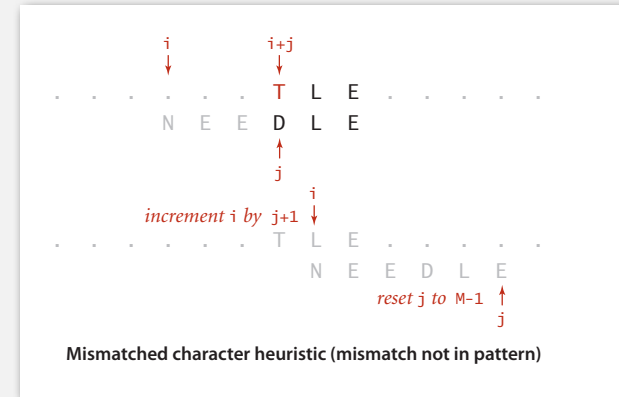 i i+j
. . . . . . T L E . . . . .
N E E D L E
j
i
increment i by j+1
. . . . . . T L E . . . . .
N E E D L E
reset j to M-1
j
Mismatched character heuristic (mismatch not in pattern)